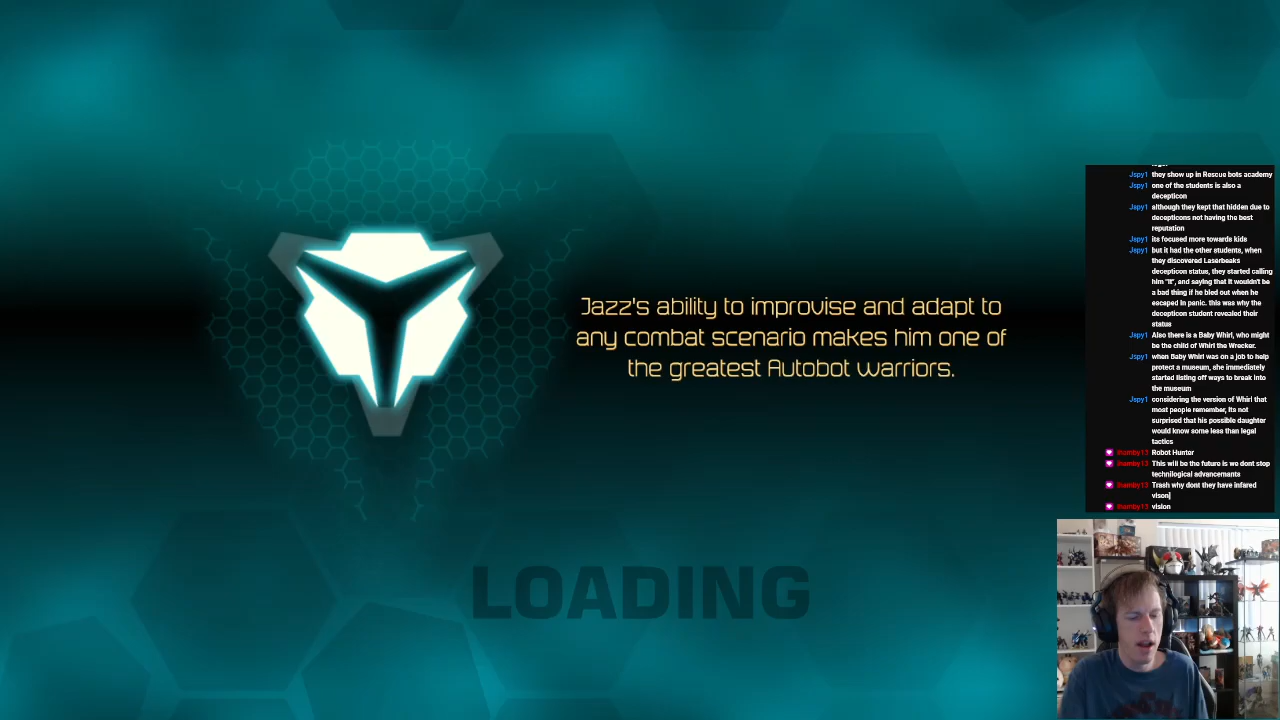 Jazz's ability to improvise and adapt to
any combat scenario makes him one of
the greatest Autobot warriors.
LOADING
Jspy1 they show up in Rescue bots academy
Jspy1 one of the students is also a
decepticon
Jspy1 although they kept that hidden due to
decepticons not having the best
reputation
Jspy1 its focused more towards kids
Jspy1 but it had the other students, when
they discovered Laserbeaks
decepticon status, they started calling
him "It", and saying that it wouldn't be
a bad thing if he bled out when he
escaped in panic. this was why the
decepticon student revealed their
status
Jspy1 Also there is a Baby Whirl, who might
be the child of Whirl the Wrecker.
Jspy1 when Baby Whirl was on a job to help
protect a museum, she immediately
started listing off ways to break into
the museum
Jspy1 considering the version of Whirl that
most people remember, Its not
surprised that his possible daughter
would know some less than legal
tactics
Robot Hunter
This will be the future is we dont stop
technilogical advancemants
Trash why dont they have infared
vison]
vision